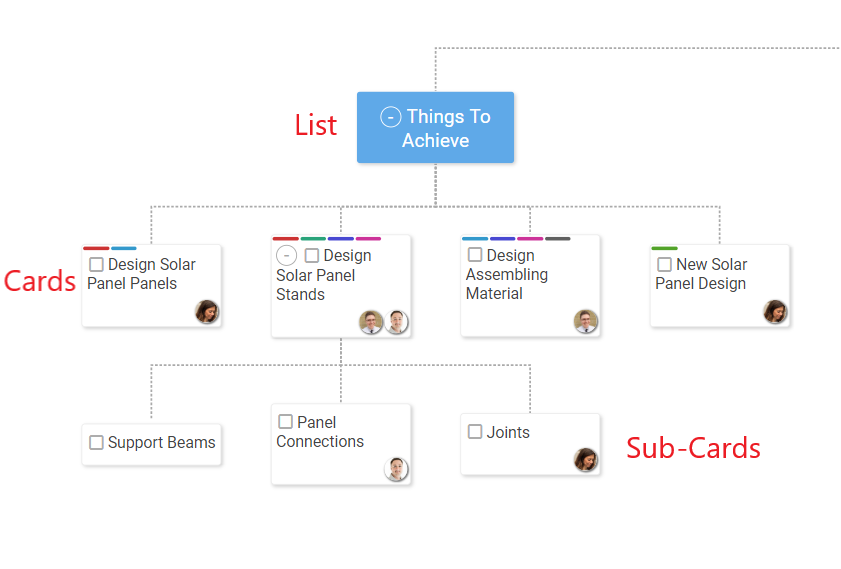 List
- Things To
Achieve
Cards
Design Solar
Panel Panels
- Design
Solar Panel
Stands
Design
Assembling
Material
New Solar
Panel Design
Support Beams
Panel
Connections
Joints
Sub-Cards